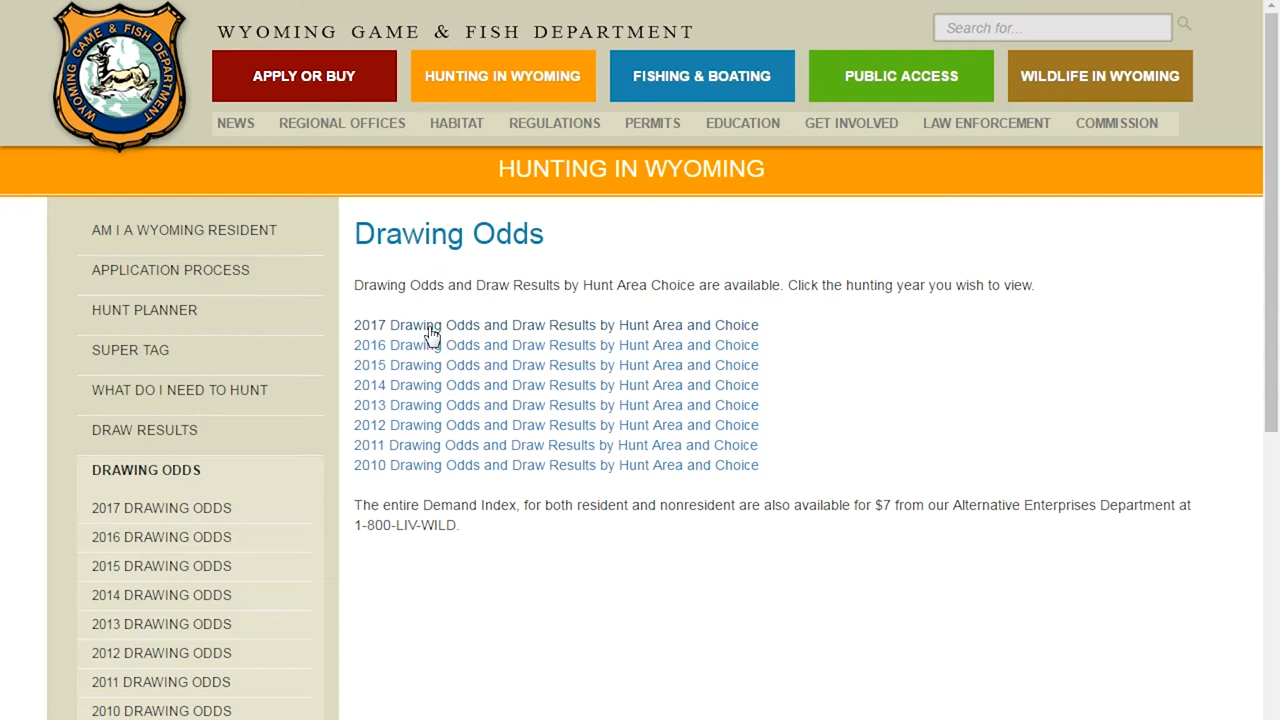 WYOMING GAME & FISH DEPARTMENT
WYOMING GAME & FISH DEPARTMENT
Search for...
APPLY OR BUY
HUNTING IN WYOMING
FISHING & BOATING
PUBLIC ACCESS
WILDLIFE IN WYOMING
NEWS
REGIONAL OFFICES
HABITAT
REGULATIONS
PERMITS
EDUCATION
GET INVOLVED
LAW ENFORCEMENT
COMMISSION
HUNTING IN WYOMING
AM I A WYOMING RESIDENT
APPLICATION PROCESS
HUNT PLANNER
SUPER TAG
WHAT DO I NEED TO HUNT
DRAW RESULTS
DRAWING ODDS
2017 DRAWING ODDS
2016 DRAWING ODDS
2015 DRAWING ODDS
2014 DRAWING ODDS
2013 DRAWING ODDS
2012 DRAWING ODDS
2011 DRAWING ODDS
2010 DRAWING ODDS
Drawing Odds
Drawing Odds and Draw Results by Hunt Area Choice are available. Click the hunting year you wish to view.
2017 Drawing Odds and Draw Results by Hunt Area and Choice
2016 Drawing Odds and Draw Results by Hunt Area and Choice
2015 Drawing Odds and Draw Results by Hunt Area and Choice
2014 Drawing Odds and Draw Results by Hunt Area and Choice
2013 Drawing Odds and Draw Results by Hunt Area and Choice
2012 Drawing Odds and Draw Results by Hunt Area and Choice
2011 Drawing Odds and Draw Results by Hunt Area and Choice
2010 Drawing Odds and Draw Results by Hunt Area and Choice
The entire Demand Index, for both resident and nonresident are also available for $7 from our Alternative Enterprises Department at
1-800-LIV-WILD.